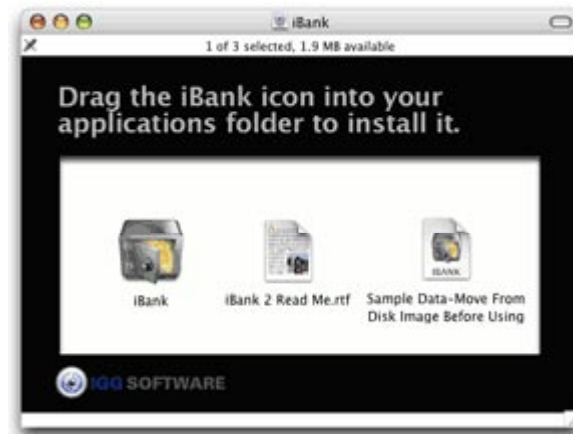 iBank
1 of 3 selected, 1.9 MB available
Drag the iBank icon into your
applications folder to install it.
IBANK
iBank
iBank 2 Read Me.rtf
Sample Data-Move From
Disk Image Before Using
IGG SOFTWARE